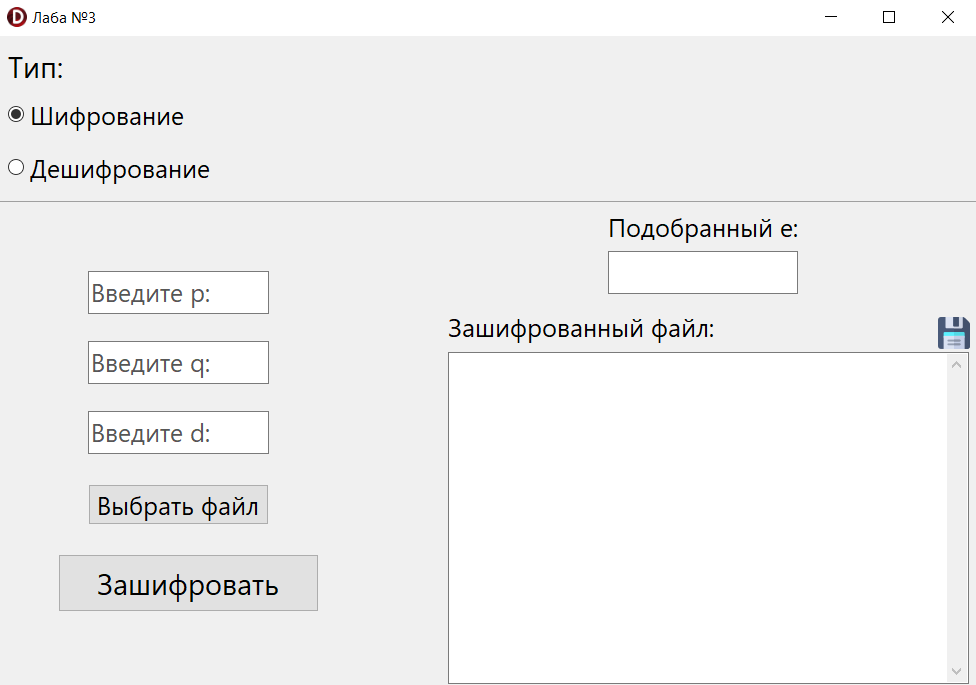 Лаба №3
Тип:
Шифрование
Дешифрование
Подобранный e:
Введите p:
Введите q:
Введите d:
Выбрать файл
Зашифровать
Зашифрованный файл: